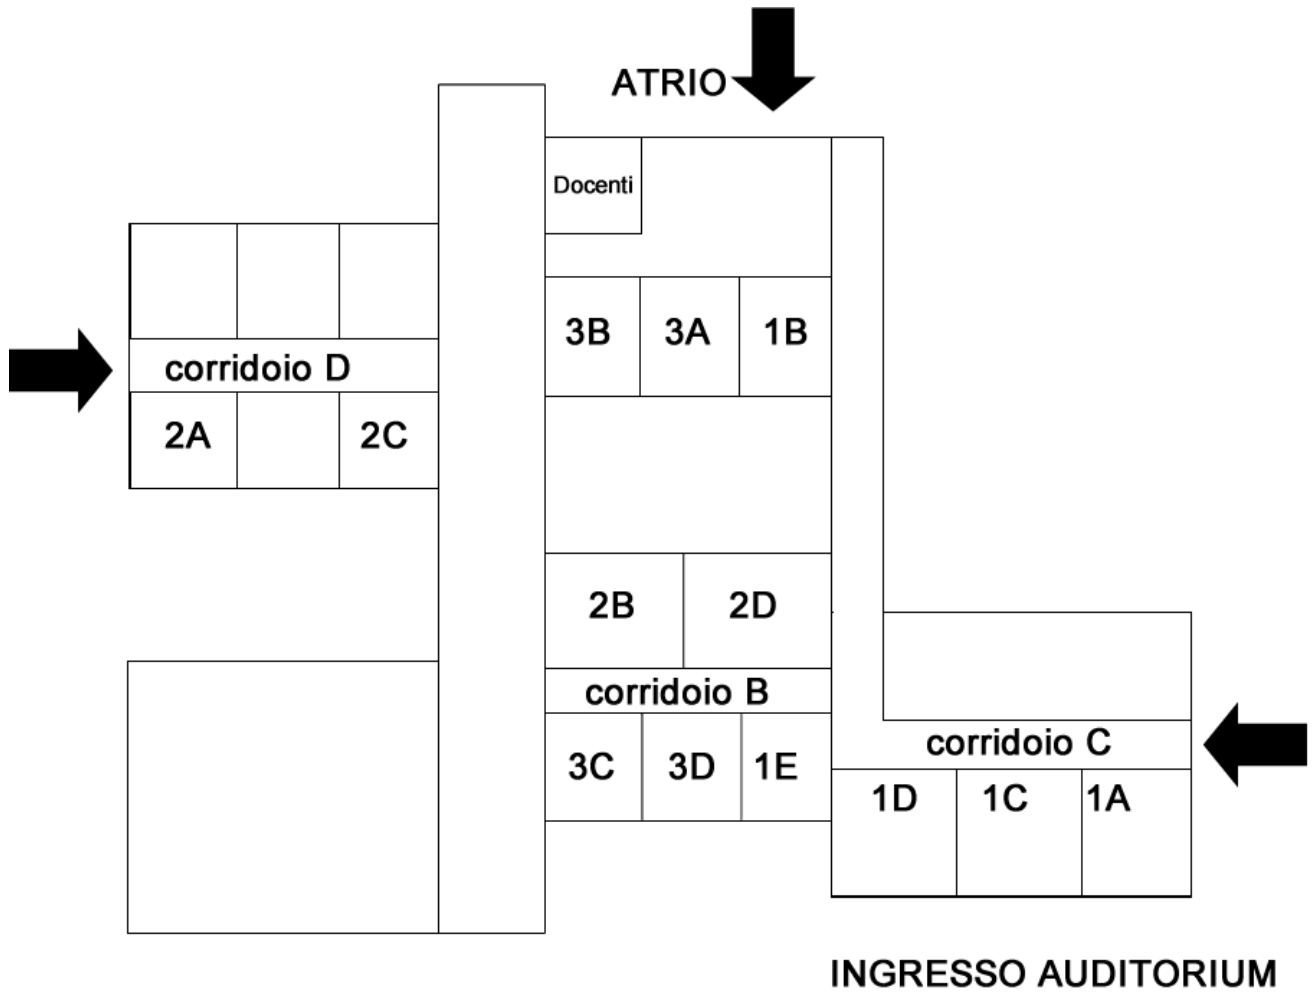 ATRIO
Docenti
3B 3A 1B
corridoio D
2A 2C
2B 2D
corridoio B
3C 3D 1E
corridoio C
1D 1C 1A
INGRESSO AUDITORIUM